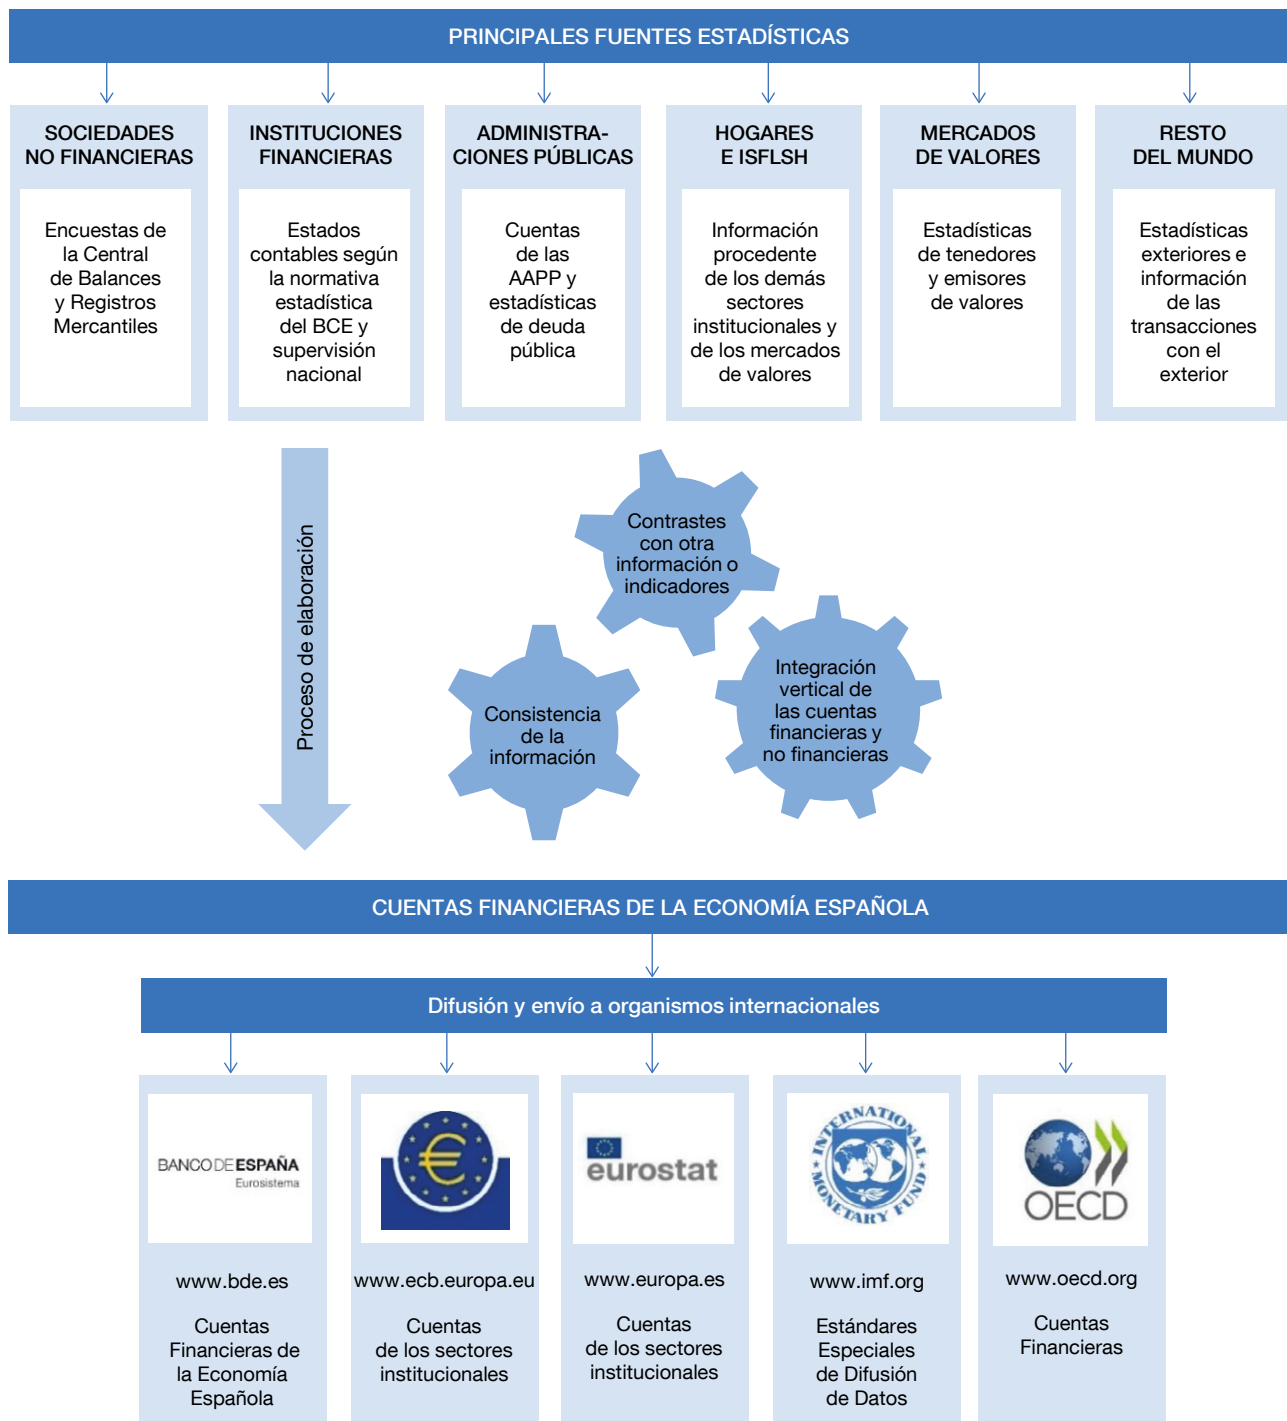 PRINCIPALES FUENTES ESTADÍSTICAS
SOCIEDADES
NO FINANCIERAS
Encuestas de
la Central
de Balances
y Registros
Mercantiles
INSTITUCIONES
FINANCIERAS
Estados
contables según
la normativa
estadística
del BCE y
supervisión
nacional
ADMINISTRA-
CIONES PÚBLICAS
Cuentas
de las
AAPP y
estadísticas
de deuda
pública
HOGARES
E ISFLSH
Información
procedente
de los demás
sectores
institucionales y
de los mercados
de valores
MERCADOS
DE VALORES
Estadísticas
de tenedores
y emisores
de valores
RESTO
DEL MUNDO
Estadísticas
exteriores e
información
de las
transacciones
con el
exterior
Proceso de elaboración
Contrastes
con otra
información o
indicadores
Consistencia
de la
información
Integración
vertical de
las cuentas
financieras y
no financieras
CUENTAS FINANCIERAS DE LA ECONOMÍA ESPAÑOLA
Difusión y envío a organismos internacionales
BANCO DE ESPAÑA
Eurosistema
www.bde.es
Cuentas
Financieras de
la Economía
Española
€
www.ecb.europa.eu
Cuentas
de los sectores
institucionales
eurostat
www.europa.es
Cuentas
de los sectores
institucionales
INTERNATIONAL
MONETARY FUND
www.imf.org
Estándares
Especiales
de Difusión
de Datos
OECD
www.oecd.org
Cuentas
Financieras